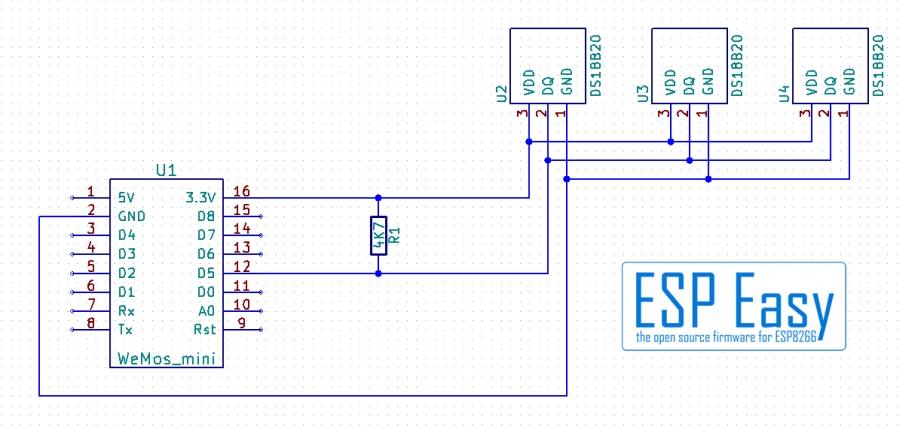 U2
VDD
DQ
GND
DS18B20
3
2
1
U3
VDD
DQ
GND
DS18B20
3
2
1
U4
VDD
DQ
GND
DS18B20
3
2
1
U1
1 5V 3.3V 16
2 GND D8 15
3 D4 D7 14
4 D3 D6 13
5 D2 D5 12
6 D1 D0 11
7 Rx A0 10
8 Tx Rst 9
WeMos_mini
4K7
R1
ESP Easy
the open source firmware for ESP8266